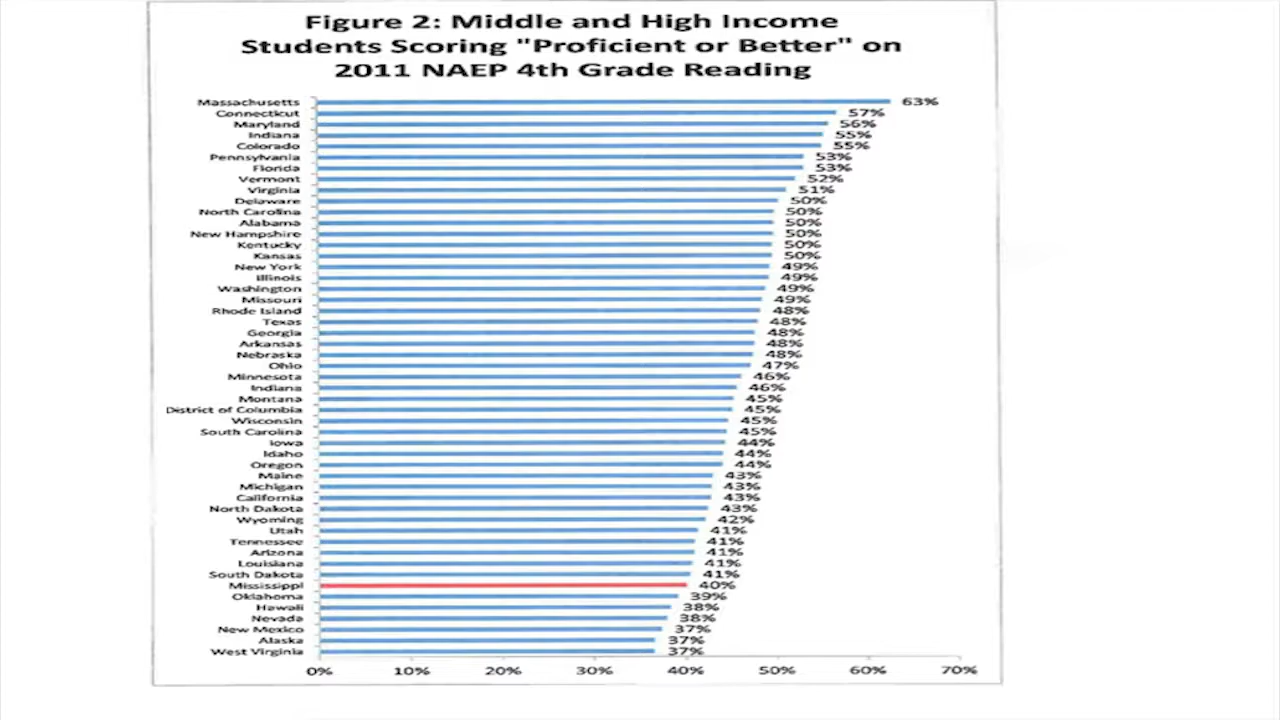 Figure 2: Middle and High Income
Students Scoring "Proficient or Better" on
2011 NAEP 4th Grade Reading
Massachusetts 63%
Connecticut 57%
Maryland 56%
Indiana 55%
Colorado 55%
Pennsylvania 53%
Florida 53%
Vermont 52%
Virginia 51%
Delaware 50%
North Carolina 50%
Alabama 50%
New Hampshire 50%
Kentucky 50%
Kansas 50%
New York 49%
Illinois 49%
Washington 49%
Missouri 49%
Rhode Island 48%
Texas 48%
Georgia 48%
Arkansas 48%
Nebraska 48%
Ohio 47%
Minnesota 46%
Indiana 46%
Montana 45%
District of Columbia 45%
Wisconsin 45%
South Carolina 45%
Iowa 44%
Idaho 44%
Oregon 44%
Maine 43%
Michigan 43%
California 43%
North Dakota 43%
Wyoming 42%
Utah 41%
Tennessee 41%
Arizona 41%
Louisiana 41%
South Dakota 41%
Mississippi 40%
Oklahoma 39%
Hawaii 38%
Nevada 38%
New Mexico 37%
Alaska 37%
West Virginia 37%
0% 10% 20% 30% 40% 50% 60% 70%